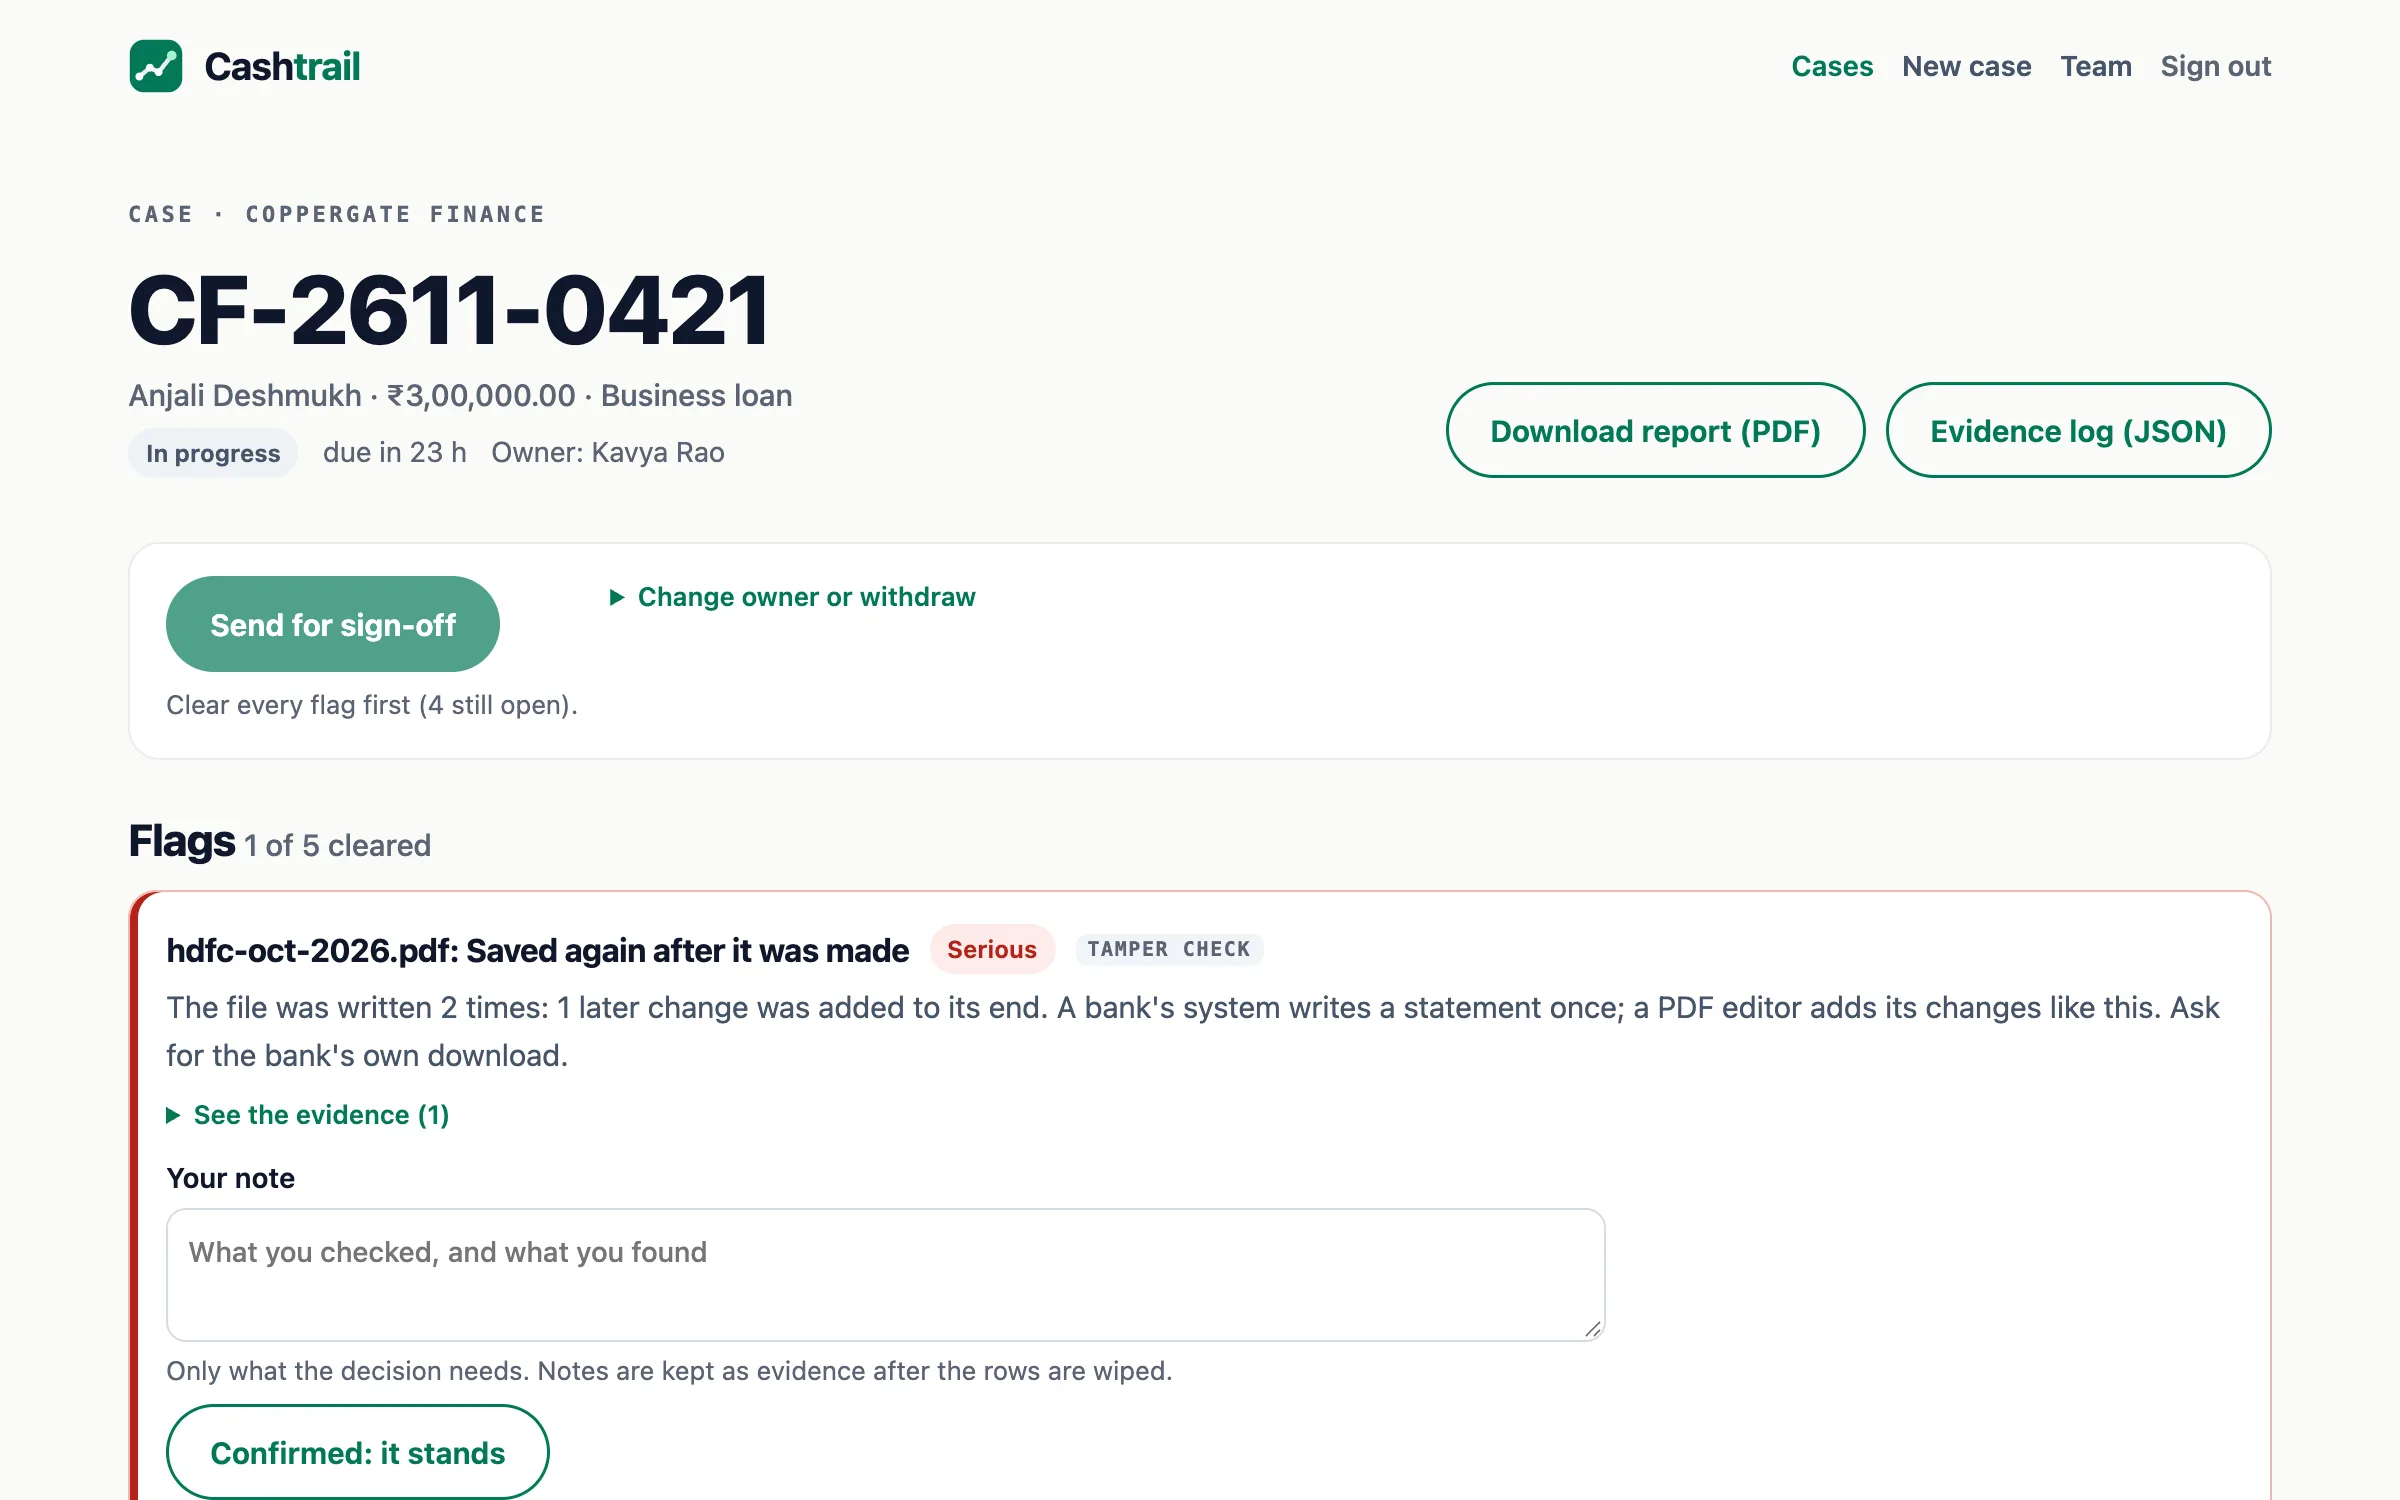 Cashtrail
Cases New case Team Sign out
CASE · COPPERGATE FINANCE
CF-2611-0421
Anjali Deshmukh · ₹3,00,000.00 · Business loan
In progress due in 23 h Owner: Kavya Rao
Download report (PDF) Evidence log (JSON)
Send for sign-off
Change owner or withdraw
Clear every flag first (4 still open).
Flags 1 of 5 cleared
hdfc-oct-2026.pdf: Saved again after it was made Serious TAMPER CHECK
The file was written 2 times: 1 later change was added to its end. A bank's system writes a statement once; a PDF editor adds its changes like this. Ask
for the bank's own download.
See the evidence (1)
Your note
What you checked, and what you found
Only what the decision needs. Notes are kept as evidence after the rows are wiped.
Confirmed: it stands